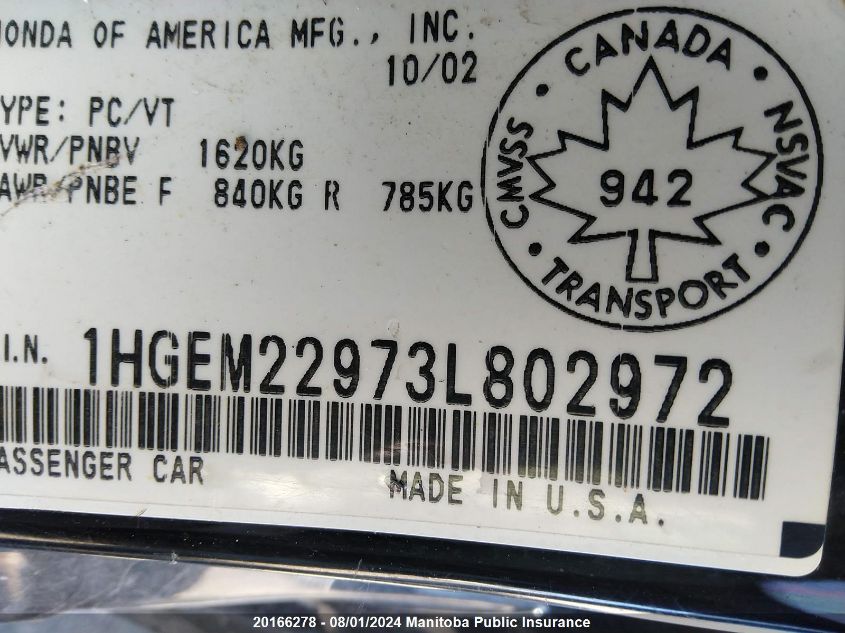 HONDA OF AMERICA MFG., INC.
10/02
TYPE: PC/VT
GVWR/PNBV 1620KG
GAWR/PNBE F 840KG R 785KG
CANADA
CMVSS
942
NSVAC
TRANSPORT
V.I.N. 1HGEM22973L802972
PASSENGER CAR MADE IN U.S.A.
20166278 - 08/01/2024 Manitoba Public Insurance